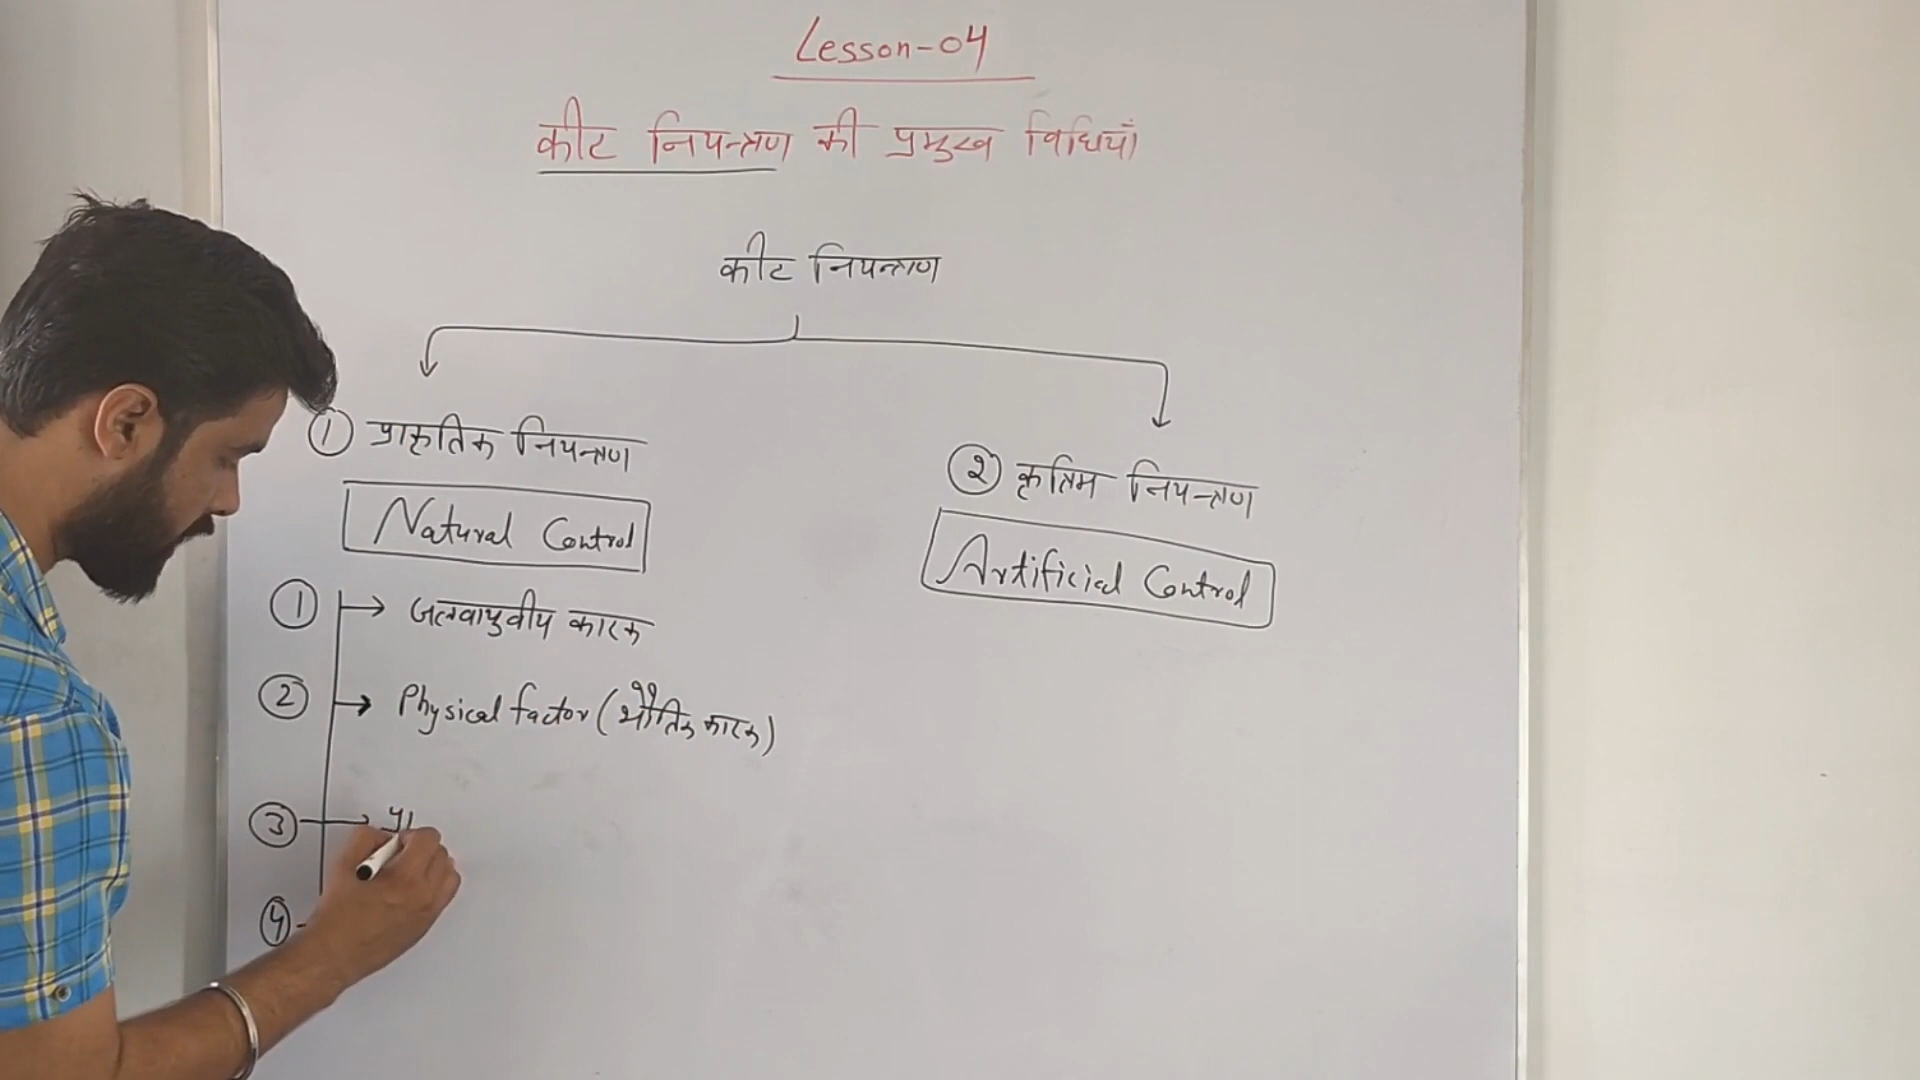 Lesson-04
कीट नियन्त्रण की प्रमुख विधियाँ
कीट नियन्त्रण
① प्राकृतिक नियन्त्रण
Natural Control
② कृत्रिम नियन्त्रण
Artificial Control
① → जलवायुवीय कारक
② → Physical factor (भौतिक कारक)
③ →
④ -